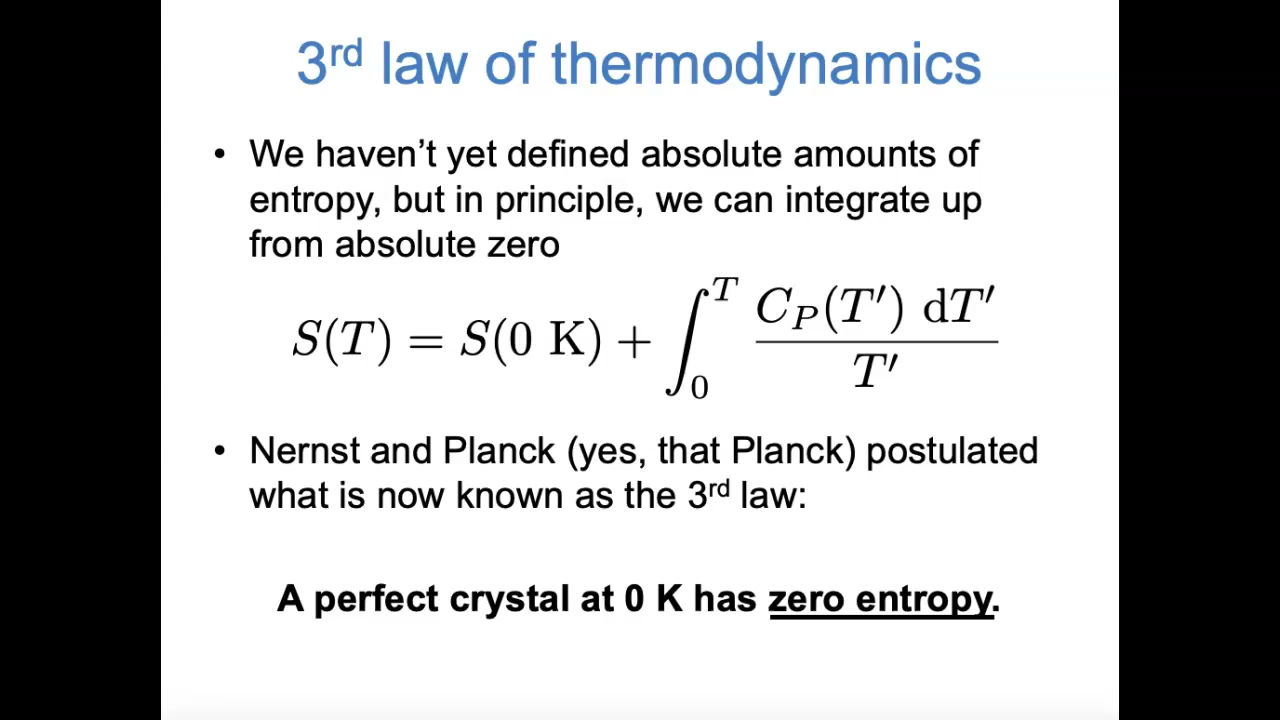 3rd law of thermodynamics
• We haven’t yet defined absolute amounts of
entropy, but in principle, we can integrate up
from absolute zero
S(T) = S(0 K) + ∫₀ᵀ C_P(T′) dT′ / T′
• Nernst and Planck (yes, that Planck) postulated
what is now known as the 3rd law:
A perfect crystal at 0 K has zero entropy.